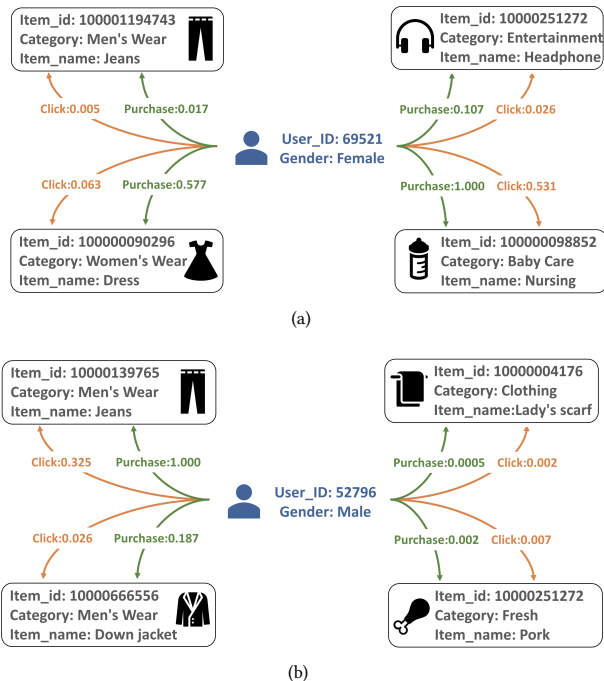 Item_id: 100001194743
Category: Men's Wear
Item_name: Jeans
Item_id: 10000251272
Category: Entertainment
Item_name: Headphone
Click:0.005
Purchase:0.017
Purchase:0.107
Click:0.026
User_ID: 69521
Gender: Female
Click:0.063
Purchase:0.577
Purchase:1.000
Click:0.531
Item_id: 100000090296
Category: Women's Wear
Item_name: Dress
Item_id: 100000098852
Category: Baby Care
Item_name: Nursing
(a)
Item_id: 10000139765
Category: Men's Wear
Item_name: Jeans
Item_id: 10000004176
Category: Clothing
Item_name:Lady's scarf
Click:0.325
Purchase:1.000
Purchase:0.0005
Click:0.002
User_ID: 52796
Gender: Male
Click:0.026
Purchase:0.187
Purchase:0.002
Click:0.007
Item_id: 10000666556
Category: Men's Wear
Item_name: Down jacket
Item_id: 10000251272
Category: Fresh
Item_name: Pork
(b)